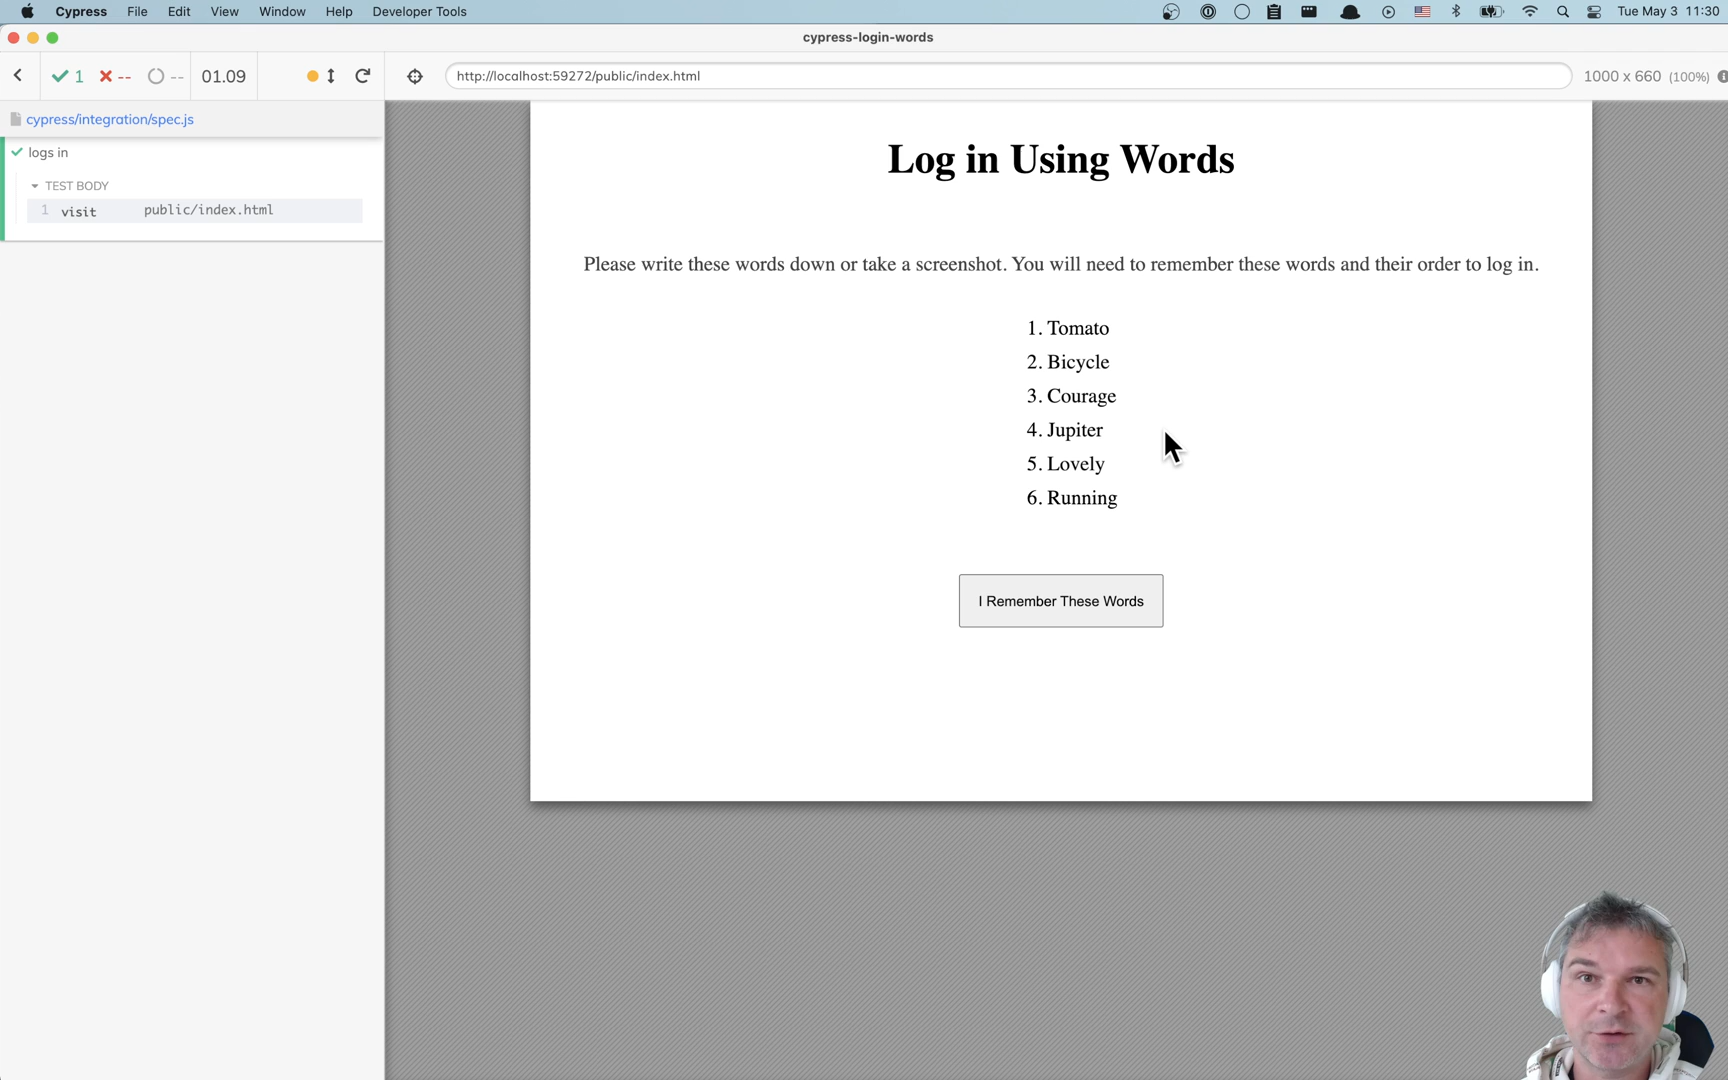 Cypress File Edit View Window Help Developer Tools Tue May 3 11:30
cypress-login-words
1 -- -- 01.09 http://localhost:59272/public/index.html 1000 x 660 (100%)
cypress/integration/spec.js
logs in
TEST BODY
1 visit public/index.html
Log in Using Words
Please write these words down or take a screenshot. You will need to remember these words and their order to log in.
1. Tomato
2. Bicycle
3. Courage
4. Jupiter
5. Lovely
6. Running
I Remember These Words